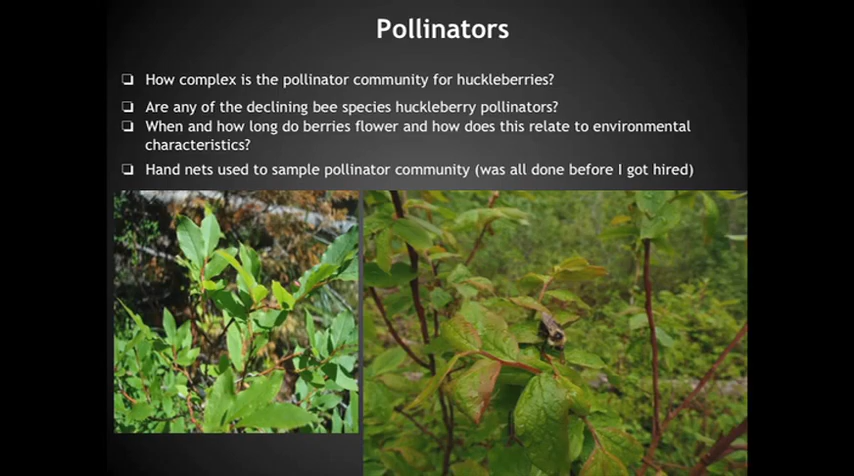 Pollinators
❑ How complex is the pollinator community for huckleberries?
❑ Are any of the declining bee species huckleberry pollinators?
❑ When and how long do berries flower and how does this relate to environmental
characteristics?
❑ Hand nets used to sample pollinator community (was all done before I got hired)